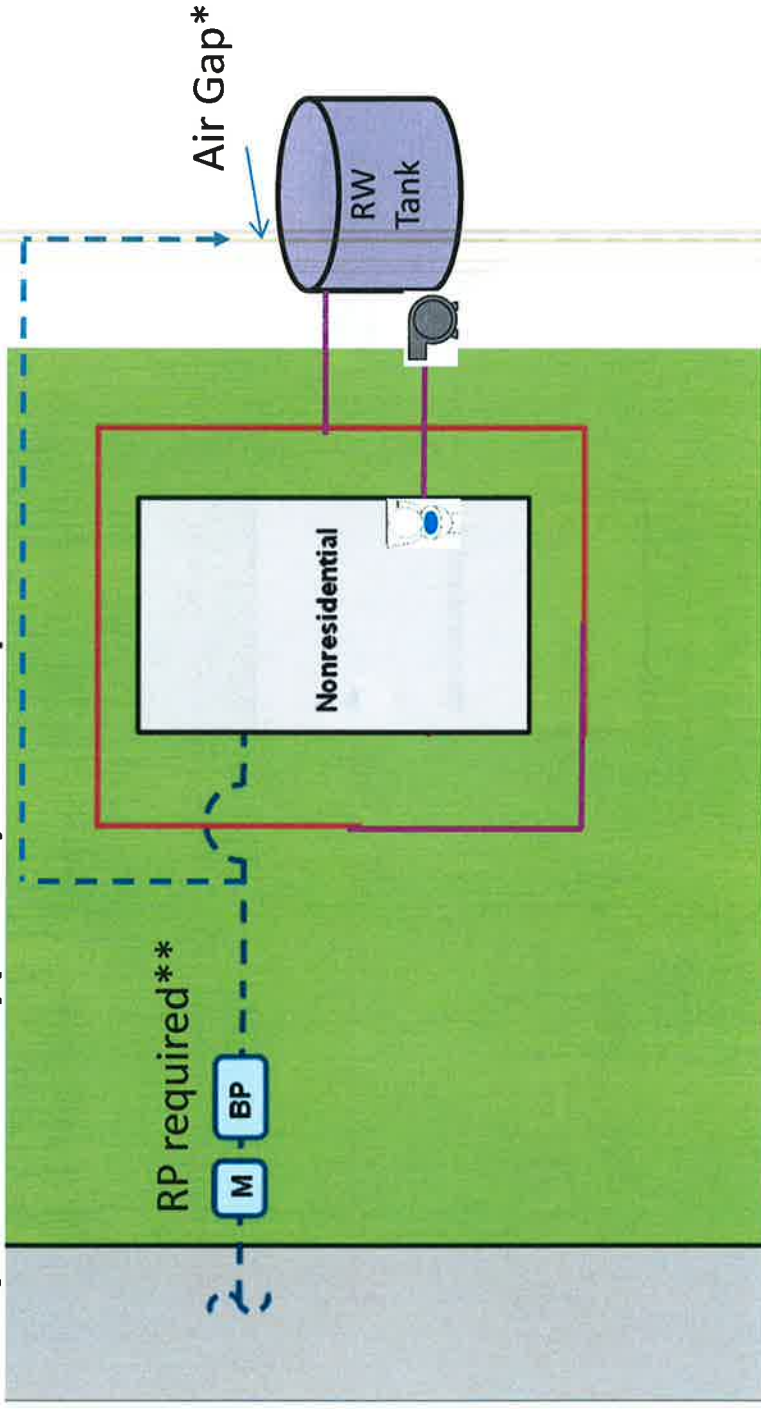 Air Gap*
RW
Tank
Nonresidential
RP required**
M
BP